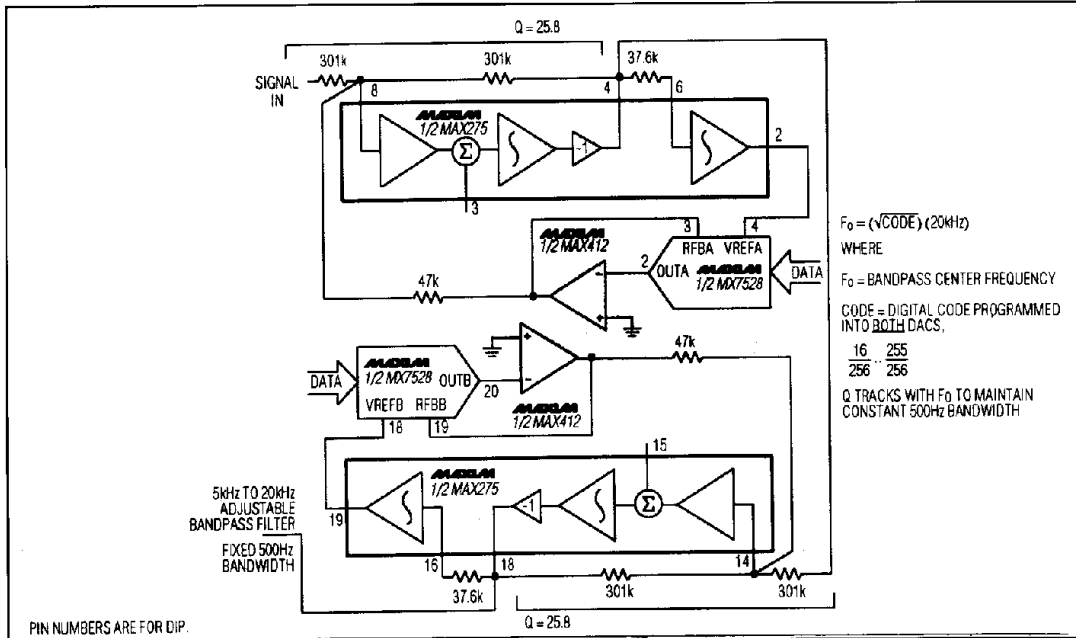 Q = 25.8
301k
301k
37.6k
SIGNAL
IN
8
4
6
MAXIM
1/2 MAX275
Σ
-1
2
3
MAXIM
1/2 MAX412
3
4
RFBA VREFA
2
OUTA
MAXIM
1/2 MX7528
DATA
47k
-
+
F₀ = (√CODE) (20kHz)
WHERE
F₀ = BANDPASS CENTER FREQUENCY
CODE = DIGITAL CODE PROGRAMMED
INTO BOTH DACS,
16/256 .. 255/256
Q TRACKS WITH F₀ TO MAINTAIN
CONSTANT 500Hz BANDWIDTH
DATA
MAXIM
1/2 MX7528
OUTB
VREFB RFBB
18
19
20
+
-
MAXIM
1/2 MAX412
47k
15
MAXIM
1/2 MAX275
-1
Σ
19
16
18
14
5kHz TO 20kHz
ADJUSTABLE
BANDPASS FILTER
FIXED 500Hz
BANDWIDTH
37.6k
301k
301k
Q = 25.8
PIN NUMBERS ARE FOR DIP.